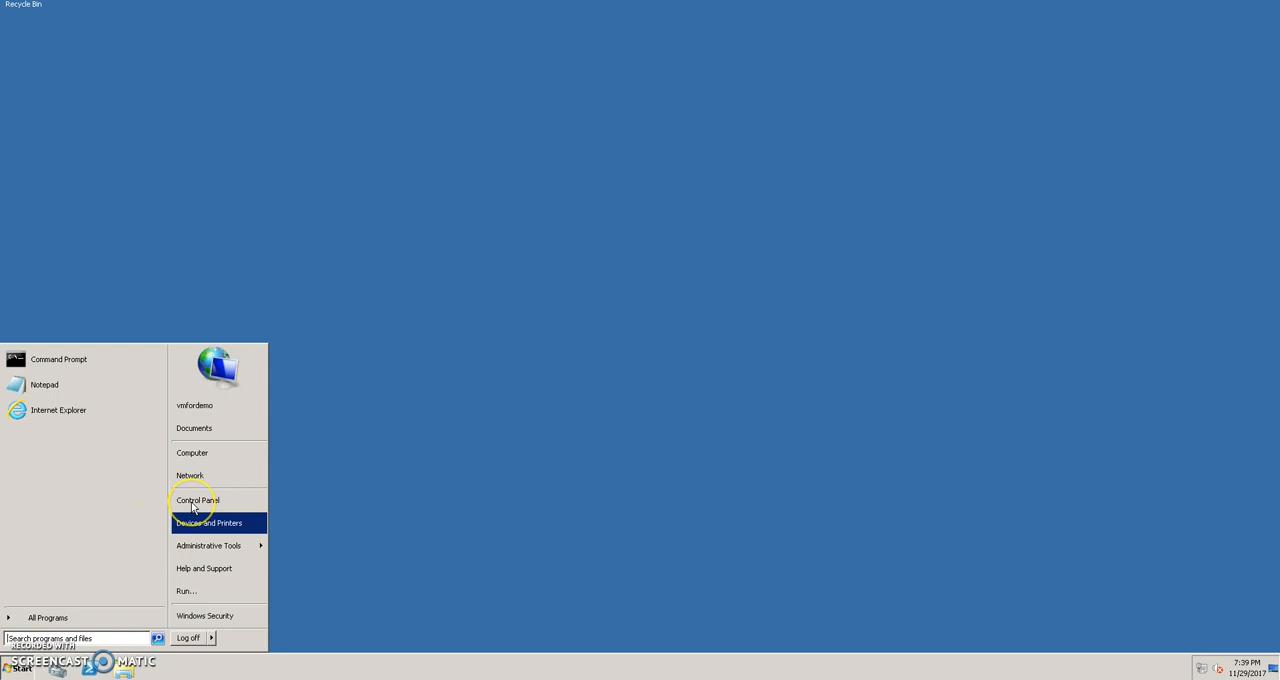 Recycle Bin
Command Prompt
Notepad
Internet Explorer
vmfordemo
Documents
Computer
Network
Control Panel
Devices and Printers
Administrative Tools
Help and Support
Run...
Windows Security
All Programs
Search programs and files
Log off
RECORDED WITH
SCREENCAST MATIC
Start
7:39 PM
11/29/2017